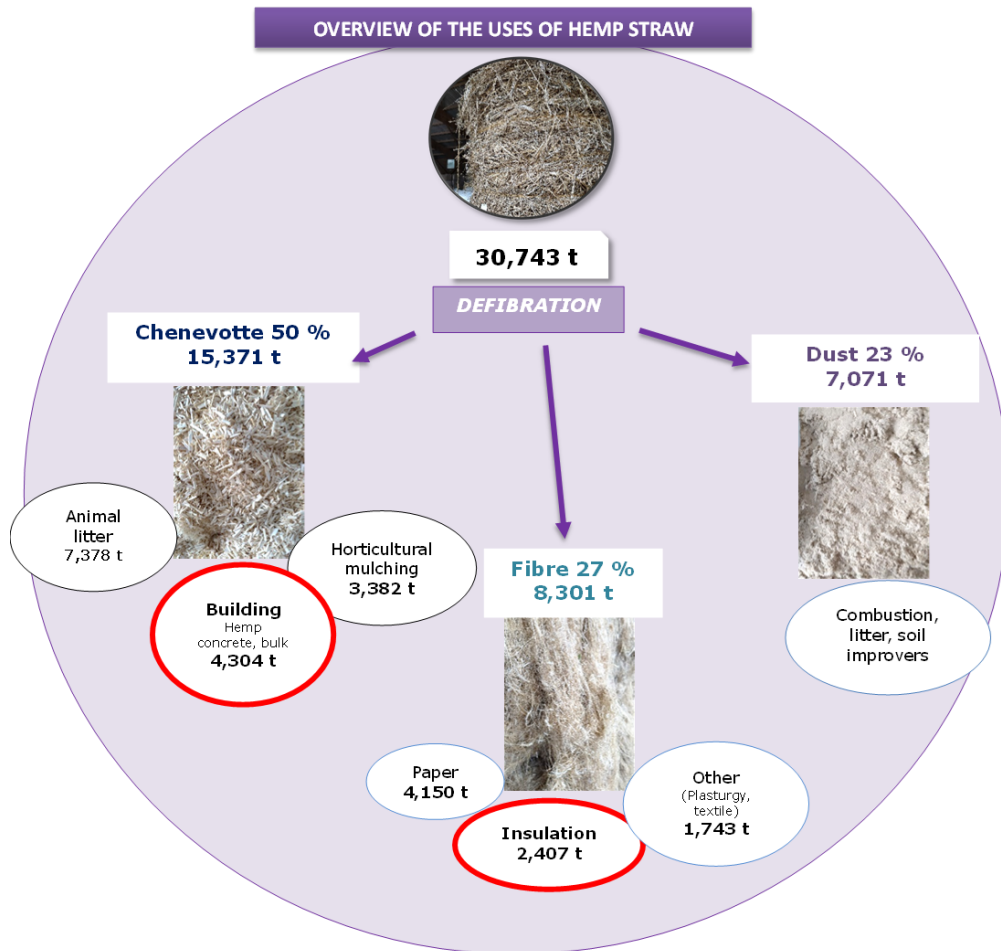 OVERVIEW OF THE USES OF HEMP STRAW
30,743 t
DEFIBRATION
Chenevotte 50 %
15,371 t
Dust 23 %
7,071 t
Animal
litter
7,378 t
Horticultural
mulching
3,382 t
Building
Hemp
concrete, bulk
4,304 t
Fibre 27 %
8,301 t
Combustion,
litter, soil
improvers
Paper
4,150 t
Insulation
2,407 t
Other
(Plasturgy,
textile)
1,743 t